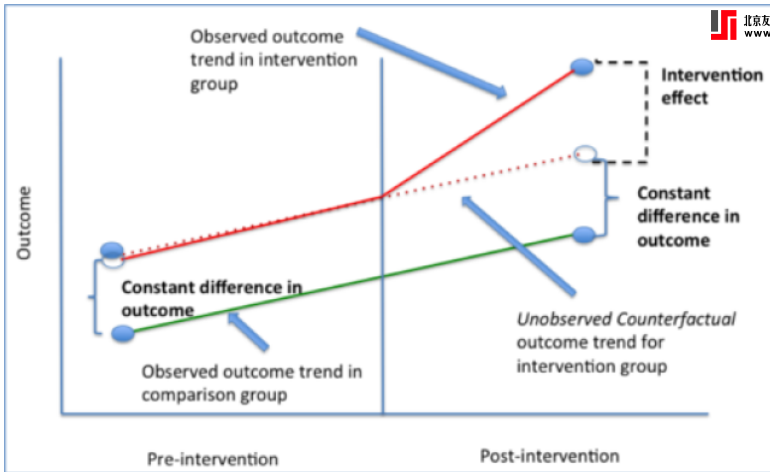 北京友
www.
Observed outcome
trend in intervention
group
Intervention
effect
Outcome
Constant
difference in
outcome
Constant difference in
outcome
Unobserved Counterfactual
outcome trend for
intervention group
Observed outcome trend in
comparison group
Pre-intervention
Post-intervention